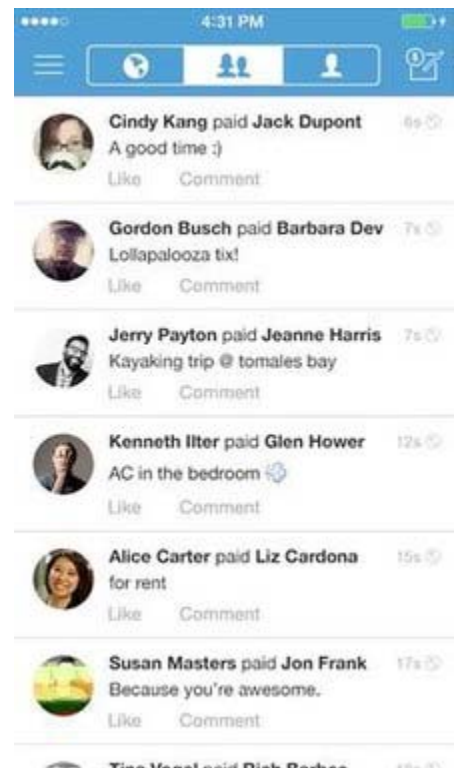 4:31 PM
Cindy Kang paid Jack Dupont
6s
A good time :)
Like Comment
Gordon Busch paid Barbara Dev
7s
Lollapalooza tix!
Like Comment
Jerry Payton paid Jeanne Harris
7s
Kayaking trip @ tomales bay
Like Comment
Kenneth Ilter paid Glen Hower
12s
AC in the bedroom 💨
Like Comment
Alice Carter paid Liz Cardona
15s
for rent
Like Comment
Susan Masters paid Jon Frank
17s
Because you're awesome.
Like Comment
paid